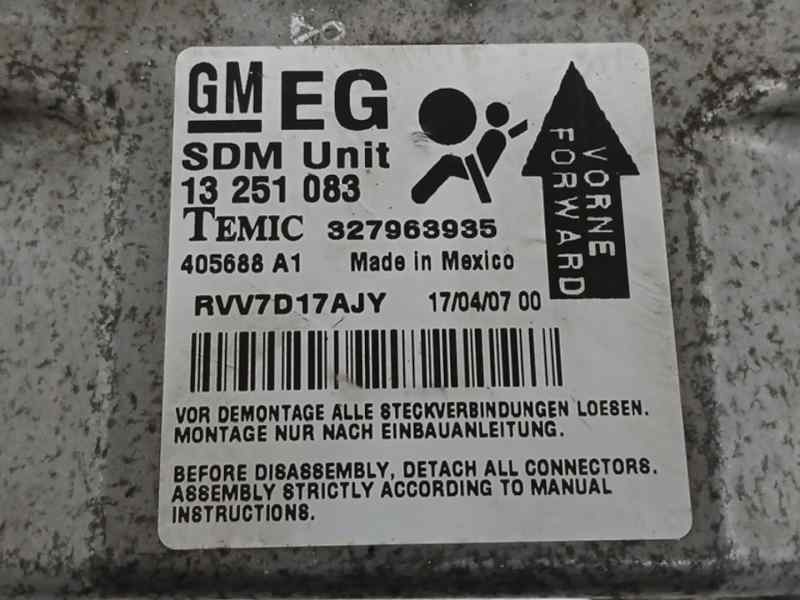 GM EG
SDM Unit
13 251 083
TEMIC 327963935
405688 A1 Made in Mexico
RVV7D17AJY 17/04/07 00
VORNE
FORWARD
VOR DEMONTAGE ALLE STECKVERBINDUNGEN LOESEN.
MONTAGE NUR NACH EINBAUANLEITUNG.
BEFORE DISASSEMBLY, DETACH ALL CONNECTORS.
ASSEMBLY STRICTLY ACCORDING TO MANUAL
INSTRUCTIONS.